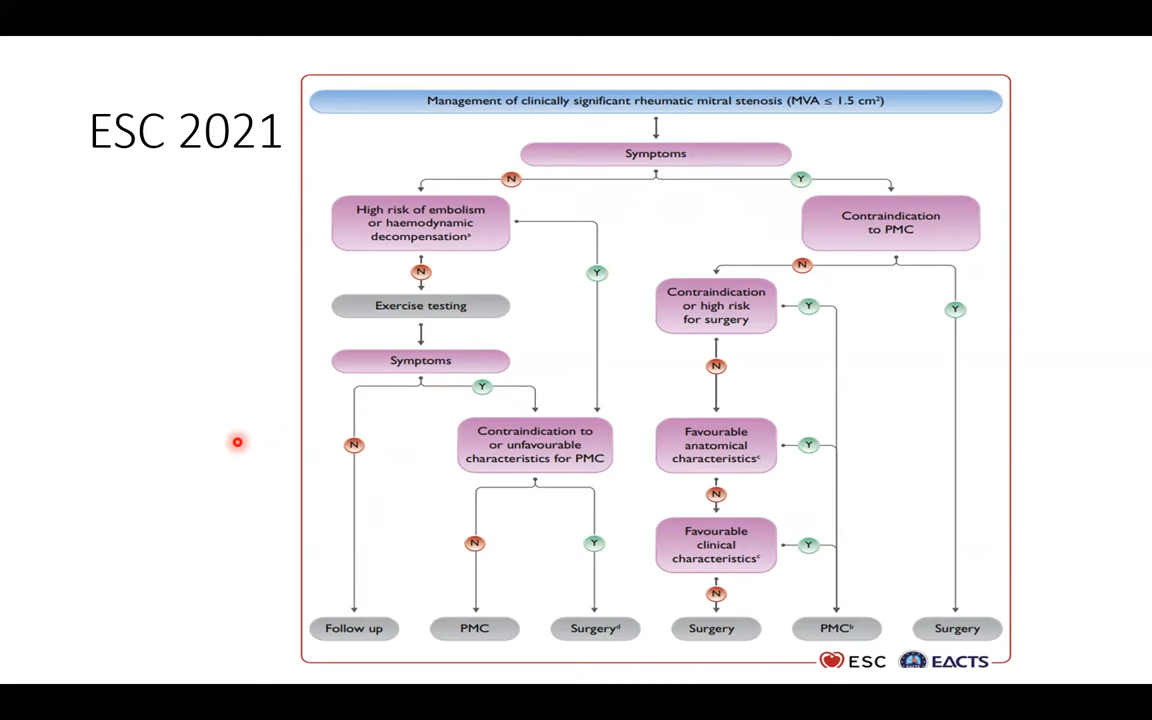 ESC 2021
Management of clinically significant rheumatic mitral stenosis (MVA ≤ 1.5 cm²)
Symptoms
N
Y
High risk of embolism
or haemodynamic
decompensationᵃ
Contraindication
to PMC
N
Y
N
Y
Exercise testing
Contraindication
or high risk
for surgery
Y
Symptoms
N
Y
N
Contraindication to
or unfavourable
characteristics for PMC
Favourable
anatomical
characteristicsᶜ
Y
N
N
Y
Favourable
clinical
characteristicsᶜ
Y
N
Follow up
PMC
Surgeryᵈ
Surgery
PMCᵇ
Surgery
ESC
EACTS